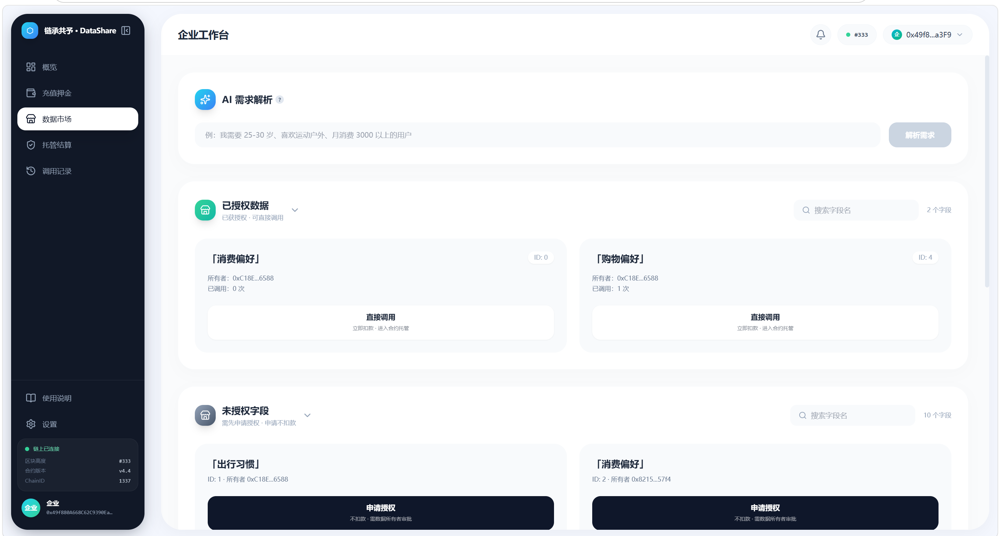 链承共予 • DataShare
概览
充值押金
数据市场
托管结算
调用记录
使用说明
设置
链上已连接
区块高度 #333
合约版本 v4.4
ChainID 1337
企业
企业
0x49f880A668C62C9390Ea…
企业工作台
#333
企 0x49f8...a3F9
AI 需求解析 ?
例：我需要 25-30 岁、喜欢运动户外、月消费 3000 以上的用户
解析需求
已授权数据
已获授权 · 可直接调用
搜索字段名
2 个字段
「消费偏好」
ID: 0
所有者：0xC18E...6588
已调用：0 次
直接调用
立即扣款 · 进入合约托管
「购物偏好」
ID: 4
所有者：0xC18E...6588
已调用：1 次
直接调用
立即扣款 · 进入合约托管
未授权字段
需先申请授权 · 申请不扣款
搜索字段名
10 个字段
「出行习惯」
ID: 1 · 所有者 0xC18E...6588
申请授权
不扣款 · 需数据所有者审批
「消费偏好」
ID: 2 · 所有者 0x8215...57f4
申请授权
不扣款 · 需数据所有者审批